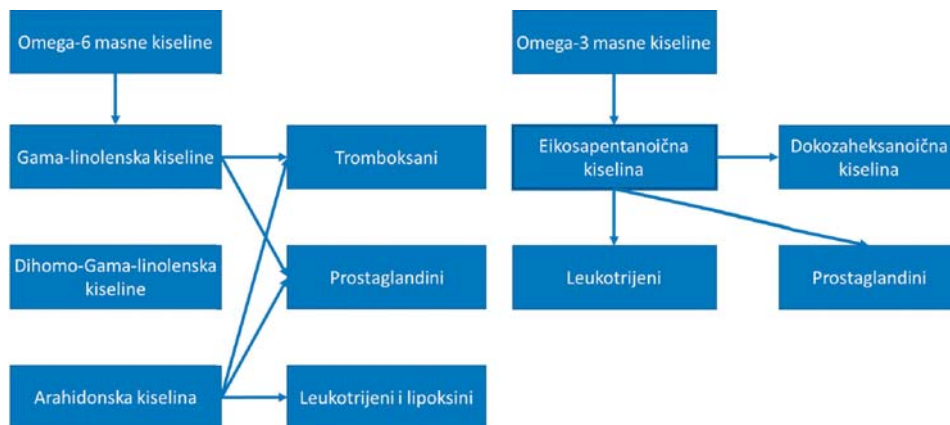 Omega-6 masne kiseline
Omega-3 masne kiseline
Gama-linolenska kiseline
Tromboksani
Eikosapentanoična
kiselina
Dokozaheksanoična
kiselina
Dihomo-Gama-linolenska
kiseline
Prostaglandini
Leukotrijeni
Prostaglandini
Arahidonska kiselina
Leukotrijeni i lipoksini